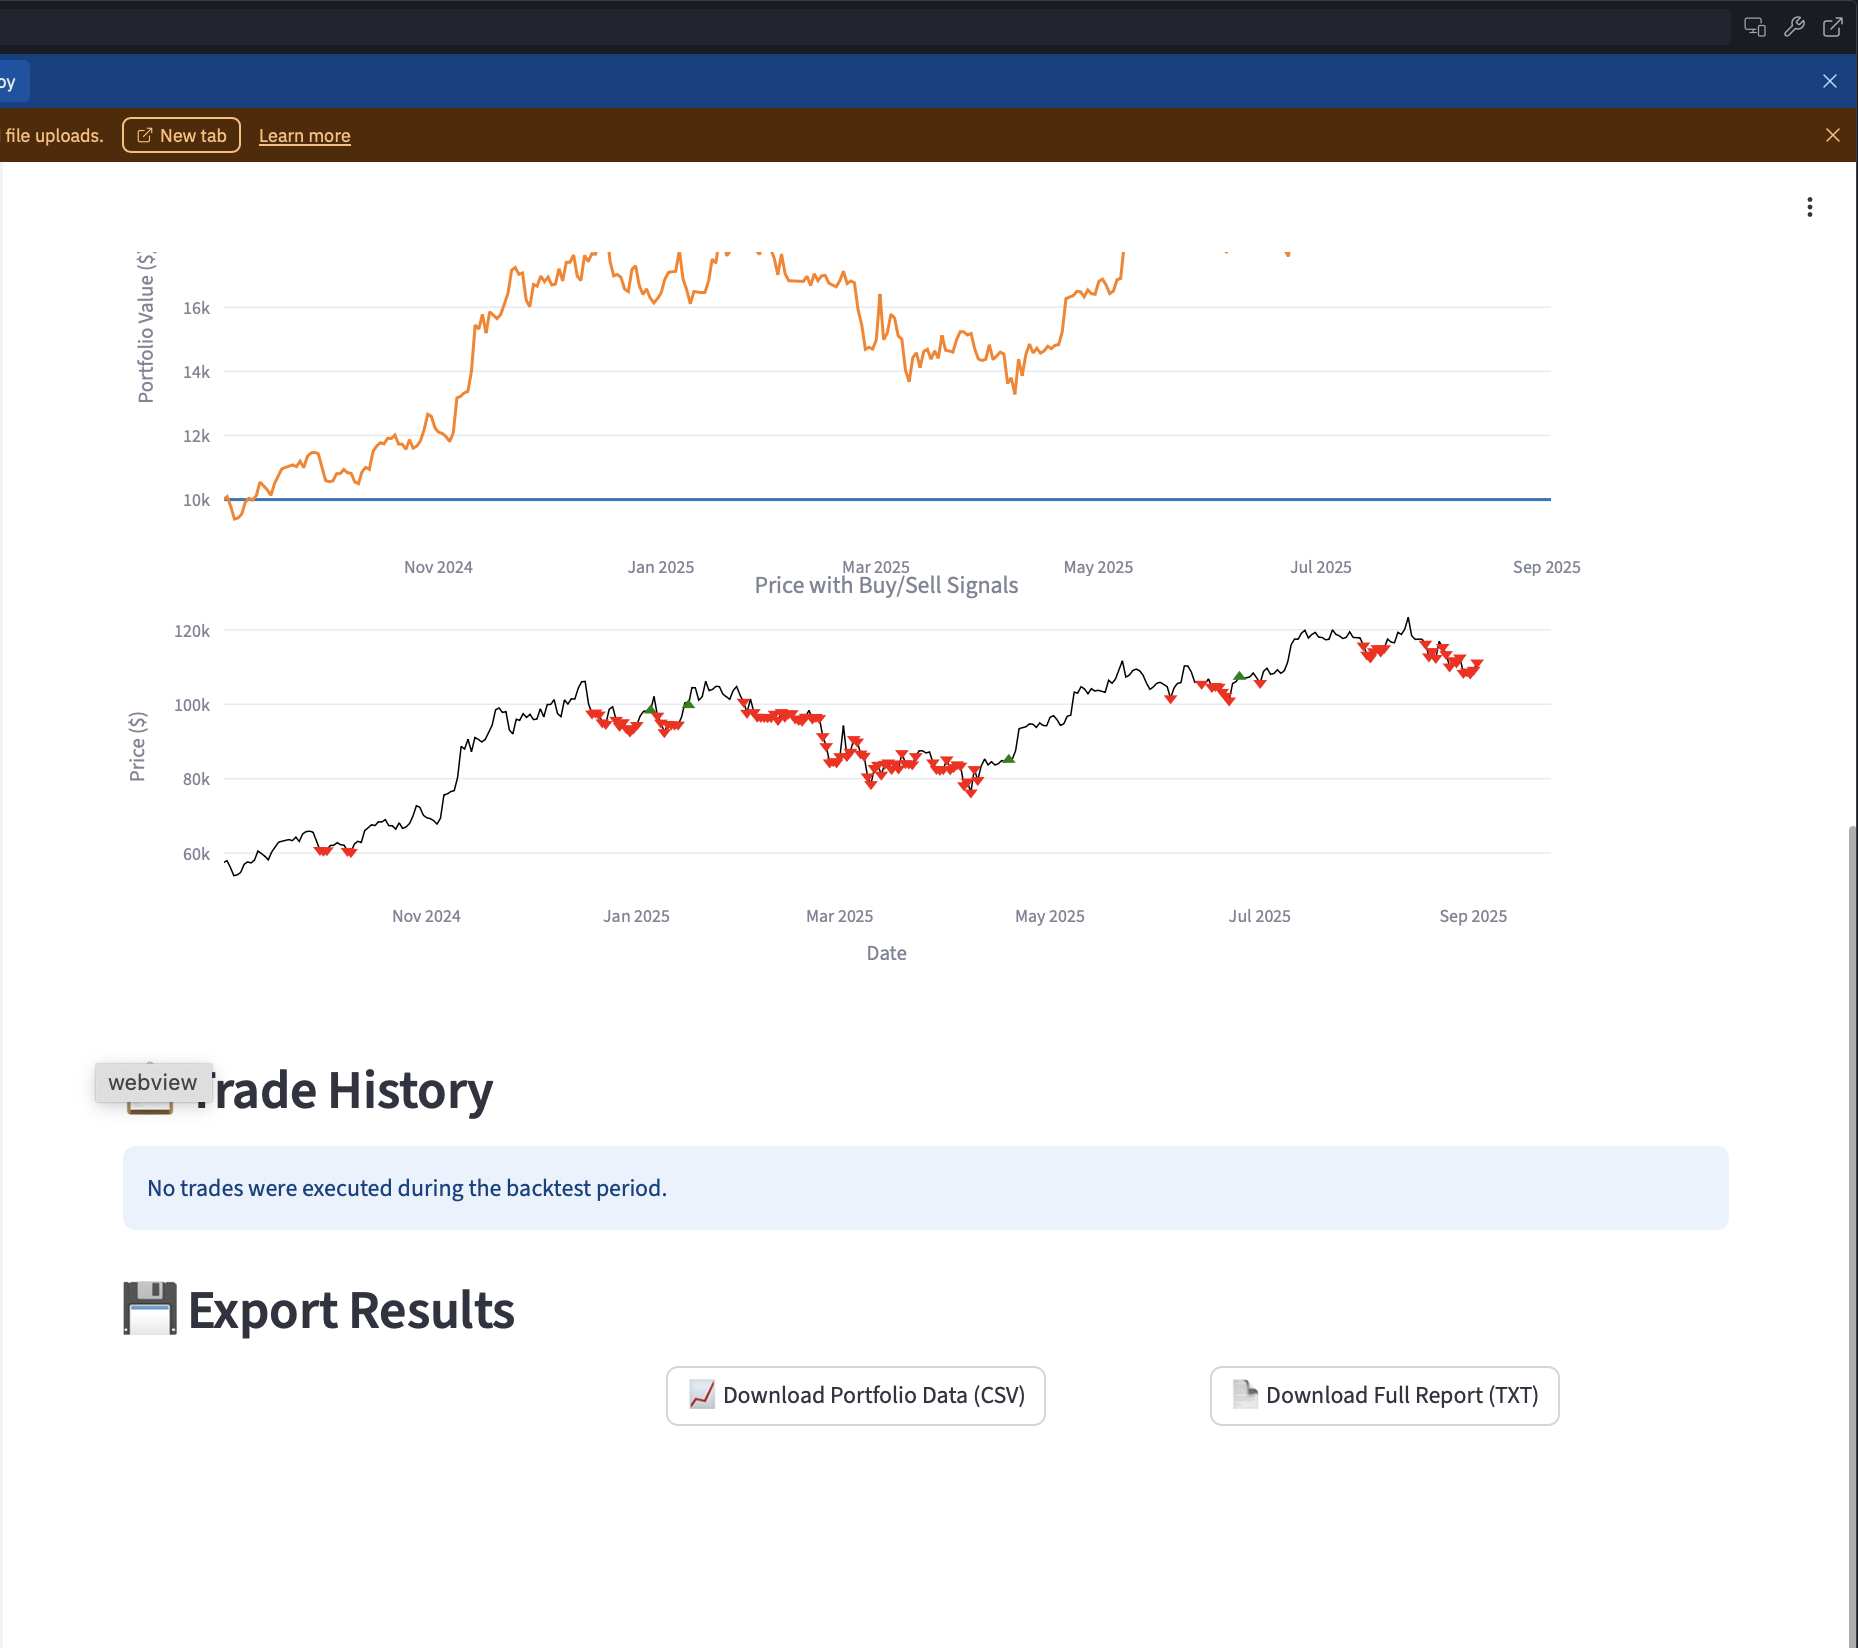 oy
file uploads.
New tab
Learn more
Portfolio Value ($)
16k
14k
12k
10k
Nov 2024
Jan 2025
Mar 2025
May 2025
Jul 2025
Sep 2025
Price with Buy/Sell Signals
Price ($)
120k
100k
80k
60k
Nov 2024
Jan 2025
Mar 2025
May 2025
Jul 2025
Sep 2025
Date
webview
Trade History
No trades were executed during the backtest period.
Export Results
Download Portfolio Data (CSV)
Download Full Report (TXT)